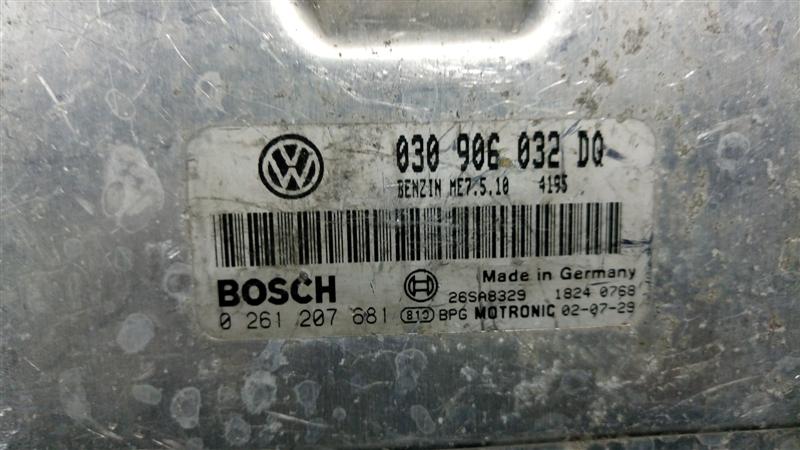 030 906 032 DQ
BENZIN ME7.5.10 4195
BOSCH
Made in Germany
26SA8329 1824 0768
0 261 207 681 810 BPG MOTRONIC 02-07-29